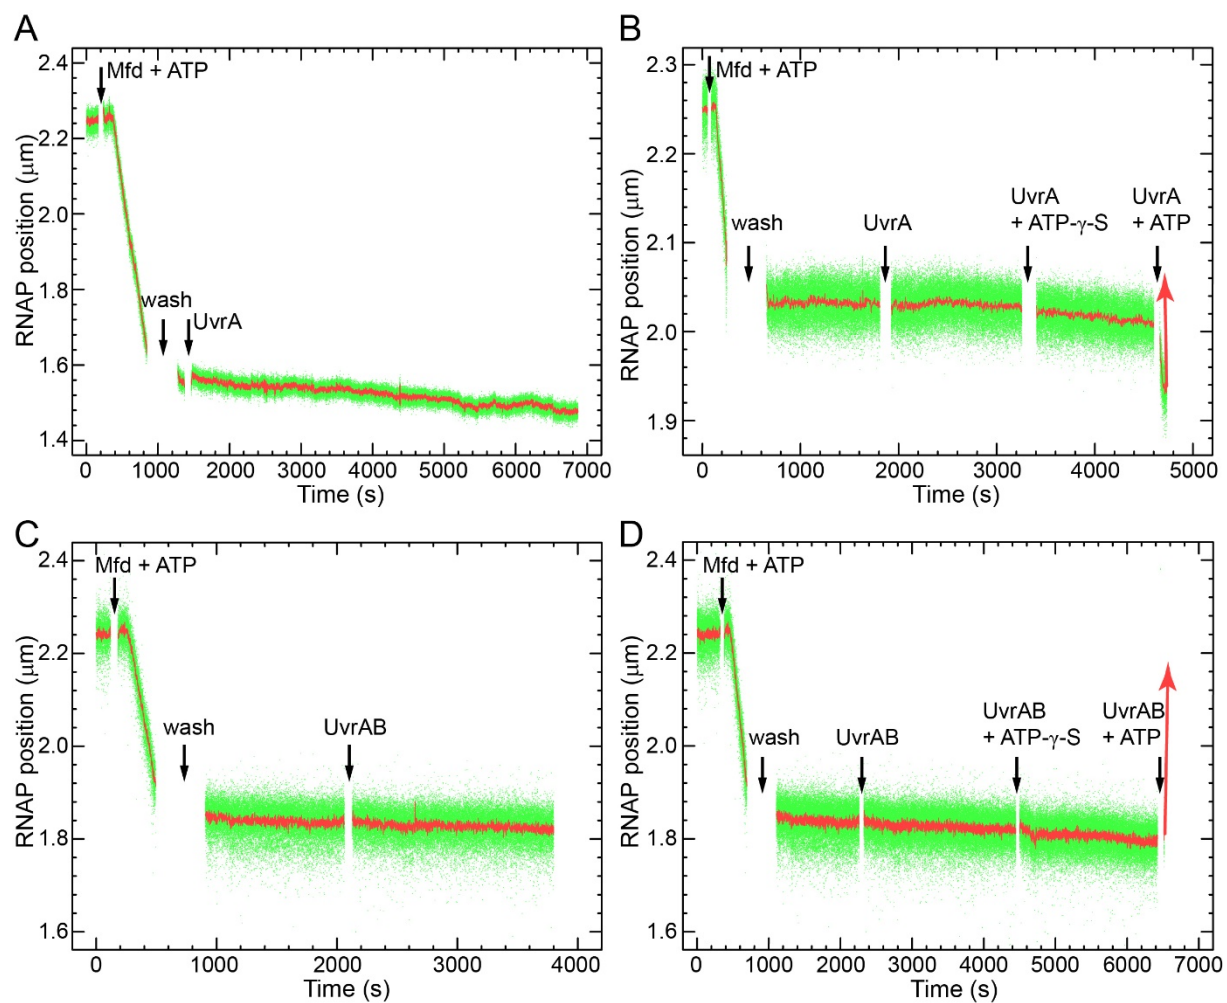 A
RNAP position (μm)
2.4
2.2
2.0
1.8
1.6
1.4
Mfd + ATP
wash
UvrA
0 1000 2000 3000 4000 5000 6000 7000
Time (s)
B
RNAP position (μm)
2.3
2.2
2.1
2.0
1.9
Mfd + ATP
wash
UvrA
UvrA
+ ATP-γ-S
UvrA
+ ATP
0 1000 2000 3000 4000 5000
Time (s)
C
RNAP position (μm)
2.4
2.2
2.0
1.8
1.6
Mfd + ATP
wash
UvrAB
0 1000 2000 3000 4000
Time (s)
D
RNAP position (μm)
2.4
2.2
2.0
1.8
1.6
Mfd + ATP
wash
UvrAB
UvrAB
+ ATP-γ-S
UvrAB
+ ATP
0 1000 2000 3000 4000 5000 6000 7000
Time (s)